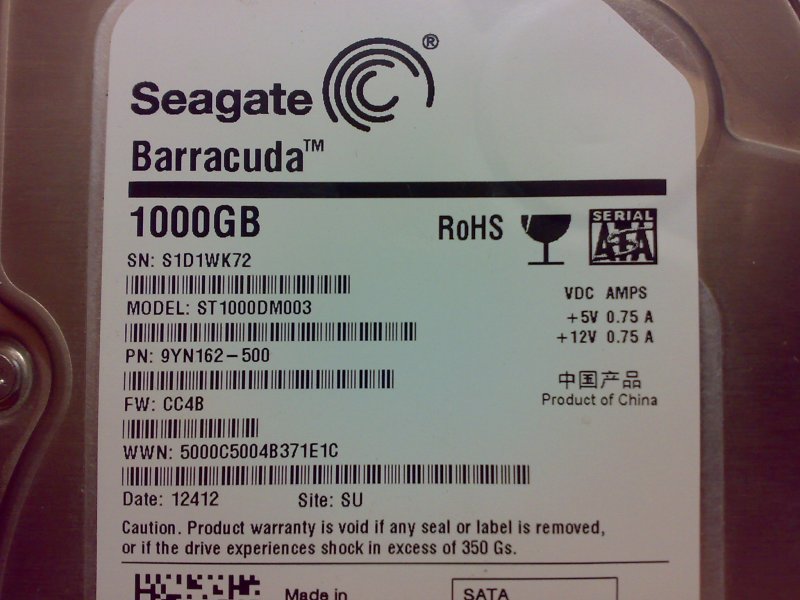 Seagate ®
Barracuda™
1000GB
RoHS
SERIAL
ATA
SN: S1D1WK72
MODEL: ST1000DM003
PN: 9YN162-500
FW: CC4B
WWN: 5000C5004B371E1C
Date: 12412 Site: SU
VDC AMPS
+5V 0.75 A
+12V 0.75 A
中国产品
Product of China
Caution. Product warranty is void if any seal or label is removed,
or if the drive experiences shock in excess of 350 Gs.
Made in
SATA